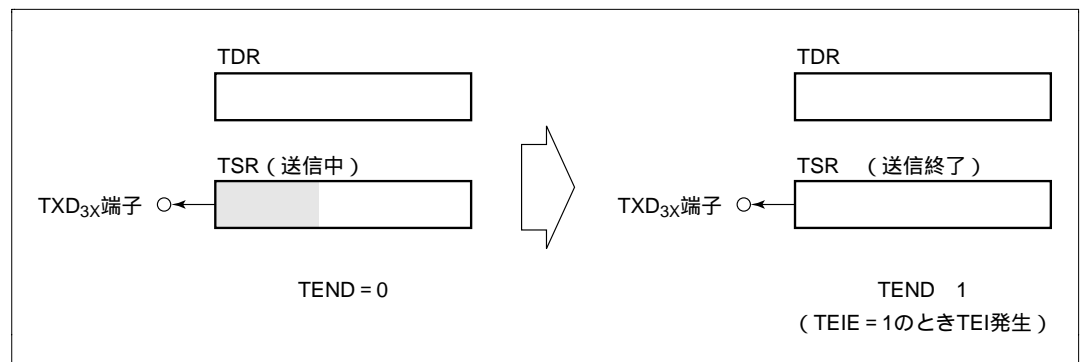 TDR
TSR（送信中）
TXD3X端子
TEND = 0
TDR
TSR　（送信終了）
TXD3X端子
TEND　1
（TEIE = 1のときTEI発生）